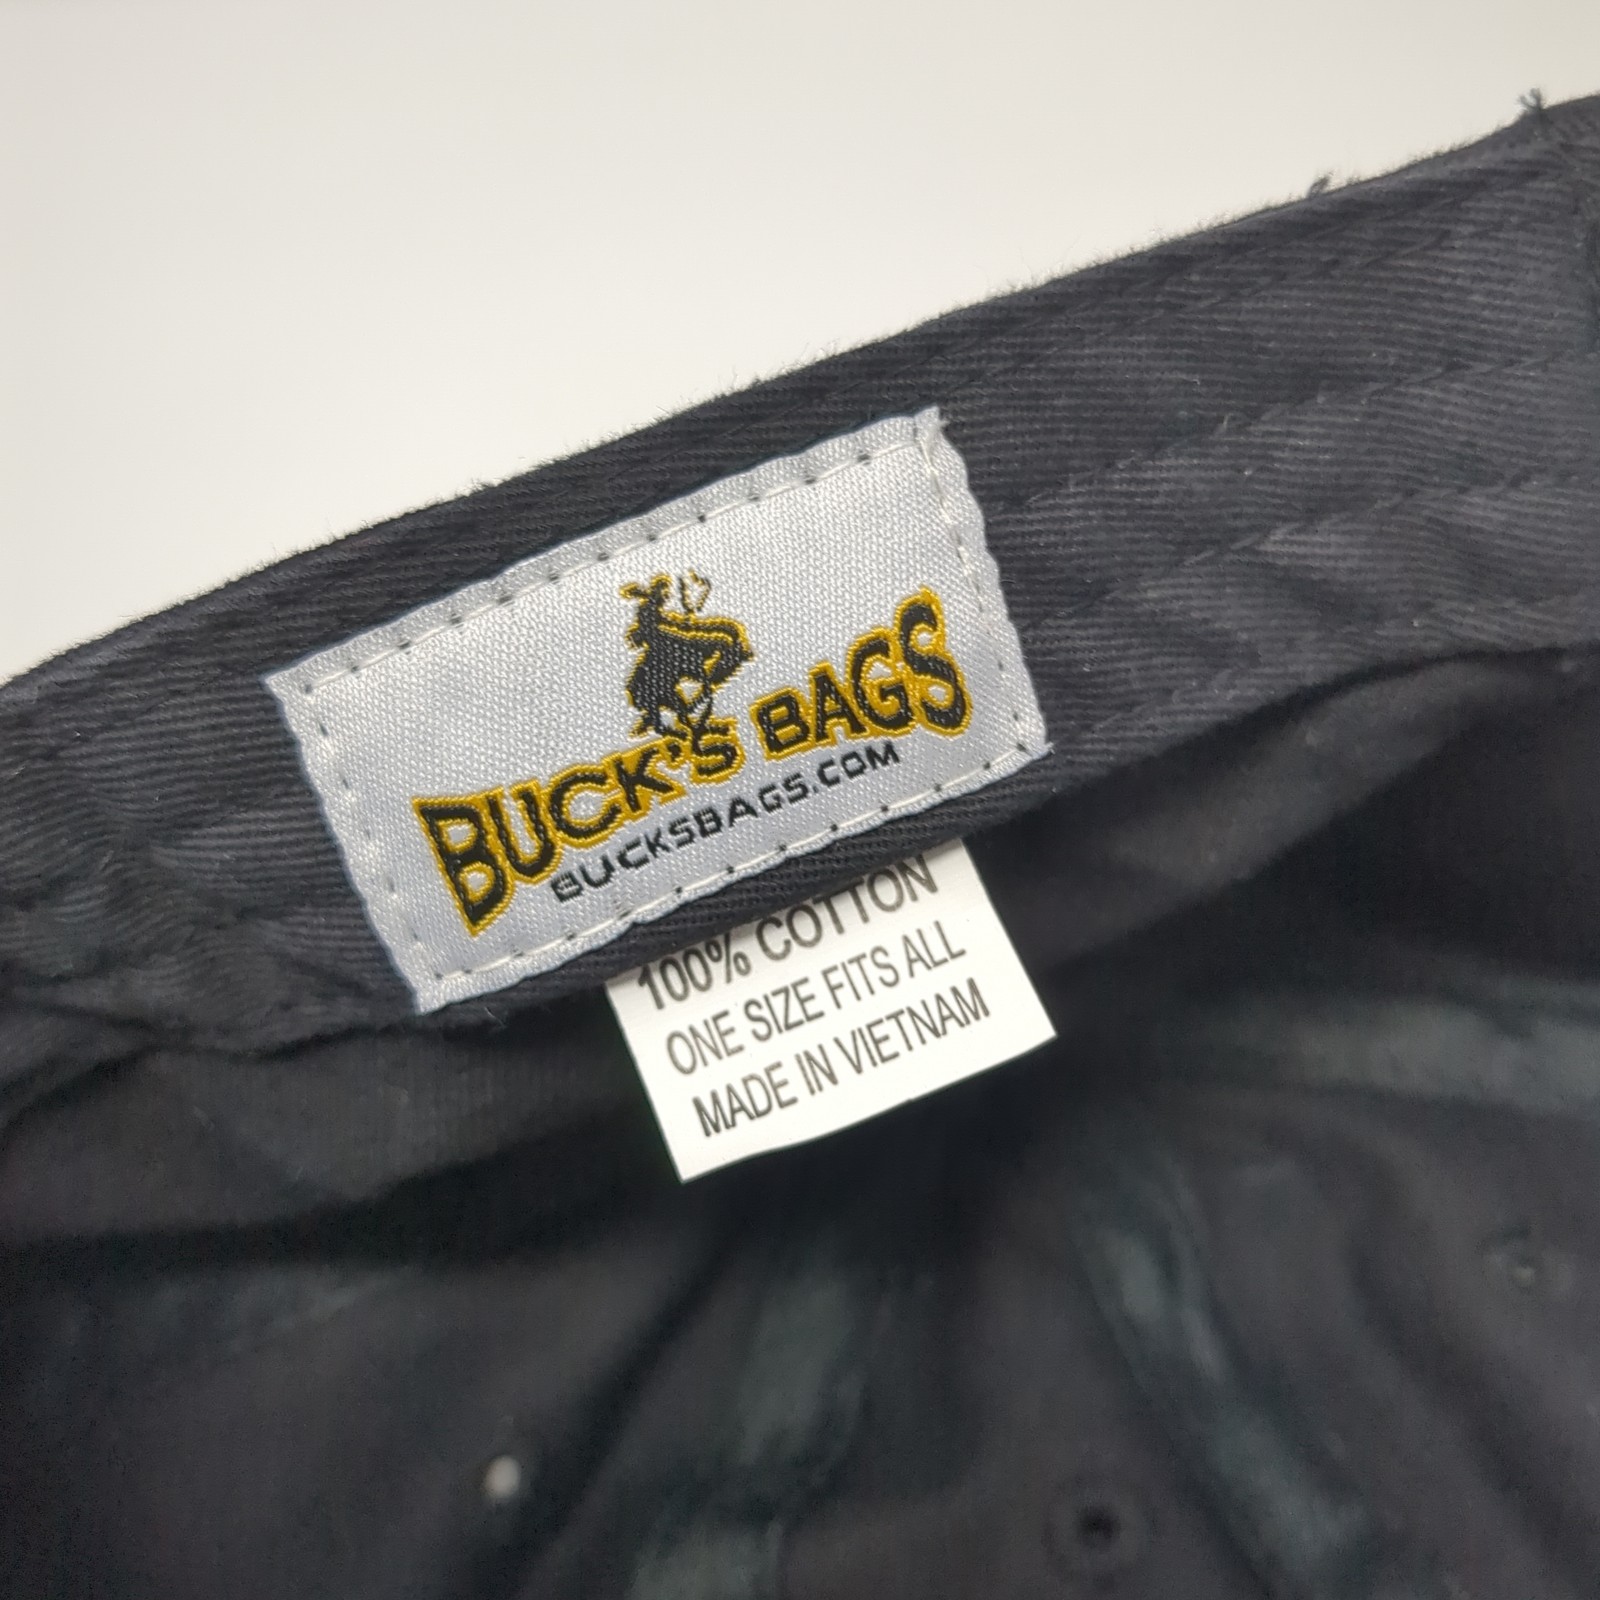 BUCK'S BAGS
BUCKSBAGS.COM
100% COTTON
ONE SIZE FITS ALL
MADE IN VIETNAM